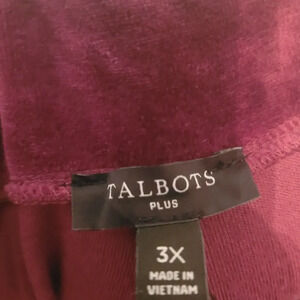 TALBOTS
PLUS
3X
MADE IN
VIETNAM